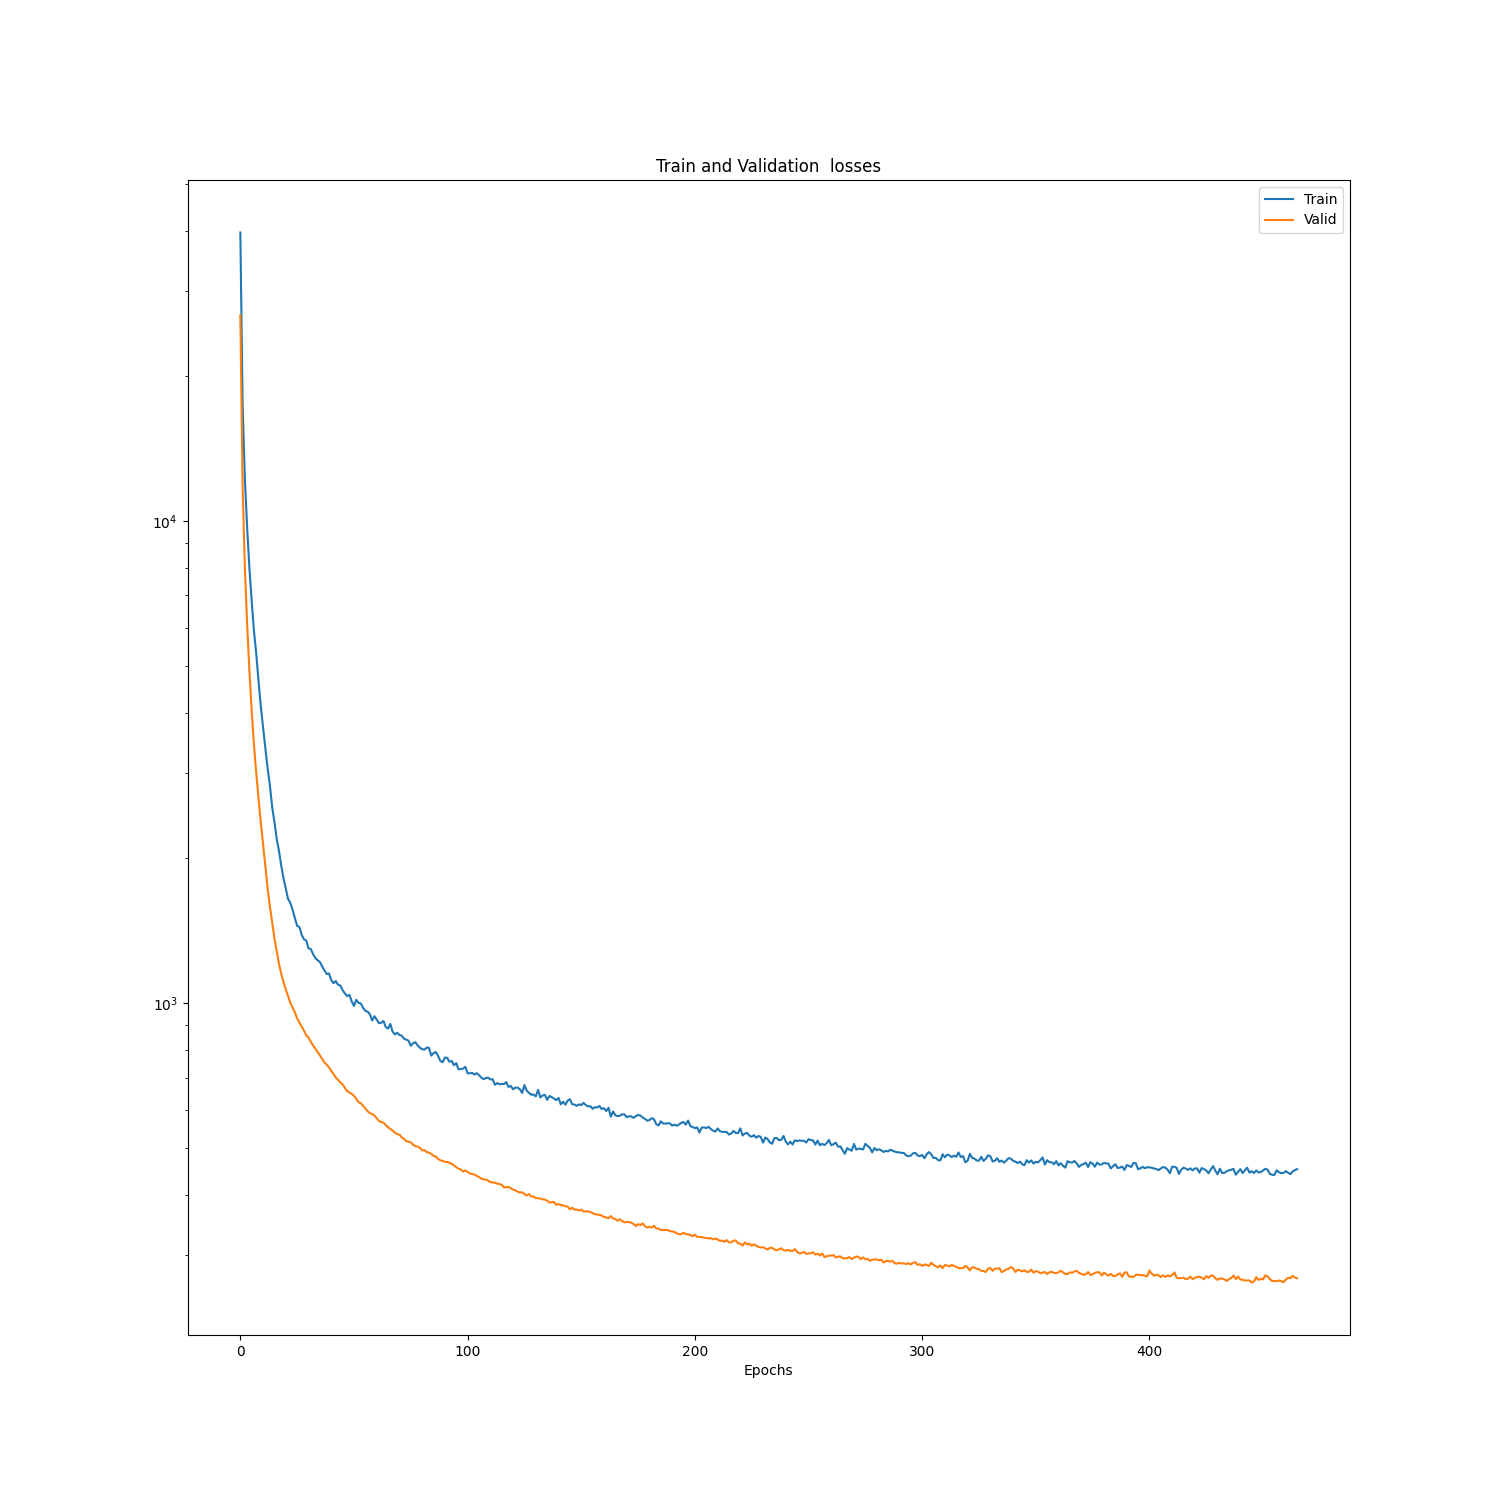 Train and Validation  losses
Train
Valid
10^4
10^3
0 100 200 300 400
Epochs